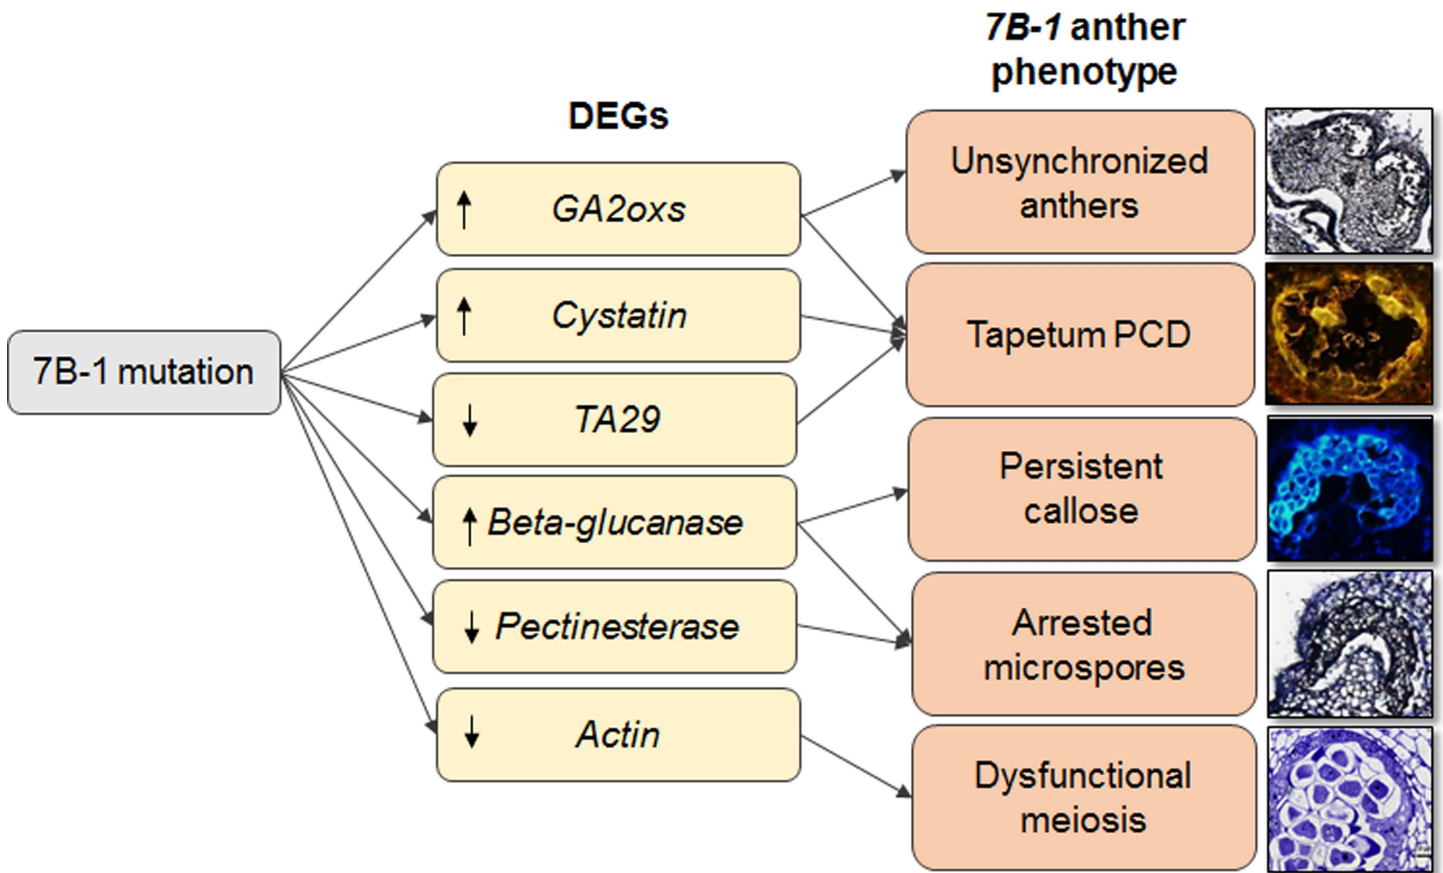 7B-1 anther
phenotype
DEGs
Unsynchronized
anthers
GA2oxs
Cystatin
Tapetum PCD
7B-1 mutation
TA29
Persistent
callose
Beta-glucanase
Pectinesterase
Arrested
microspores
Actin
Dysfunctional
meiosis